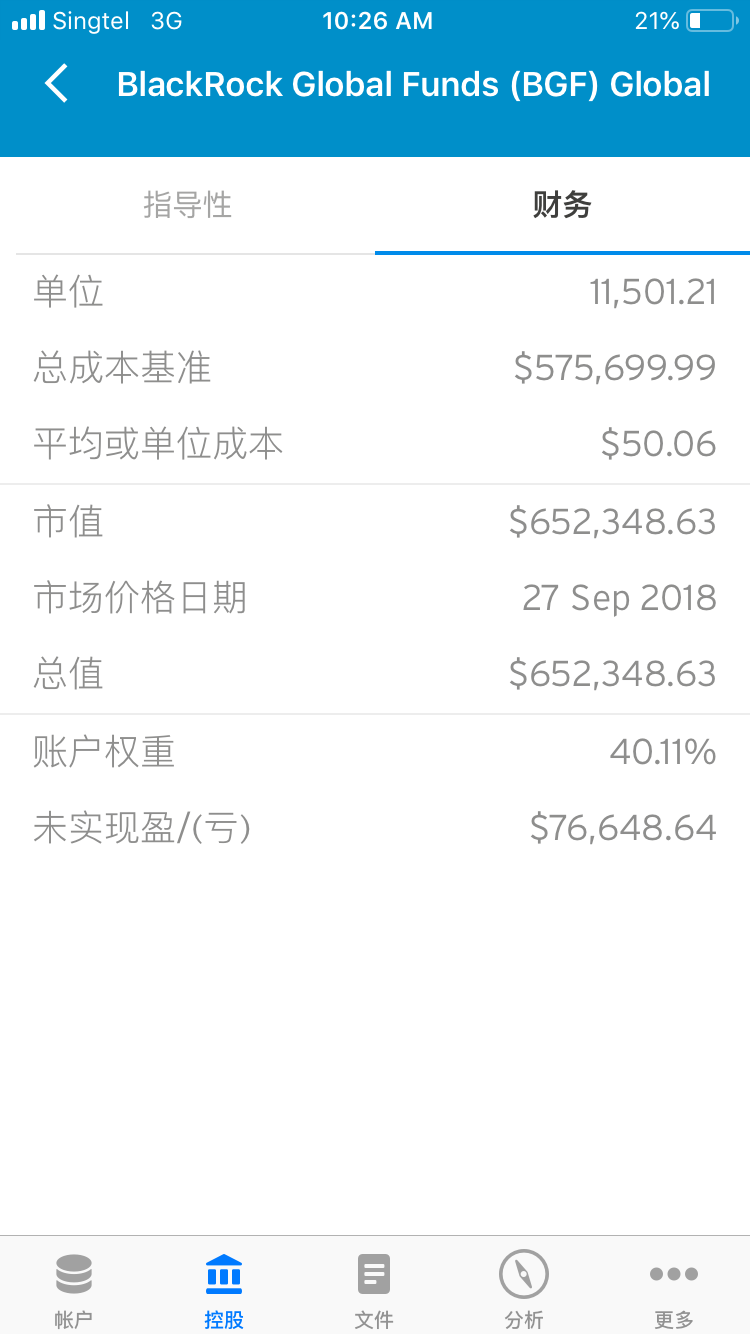 Singtel 3G 10:26 AM 21%
BlackRock Global Funds (BGF) Global
指导性 财务
单位 11,501.21
总成本基准 $575,699.99
平均或单位成本 $50.06
市值 $652,348.63
市场价格日期 27 Sep 2018
总值 $652,348.63
账户权重 40.11%
未实现盈/(亏) $76,648.64
帐户 控股 文件 分析 更多